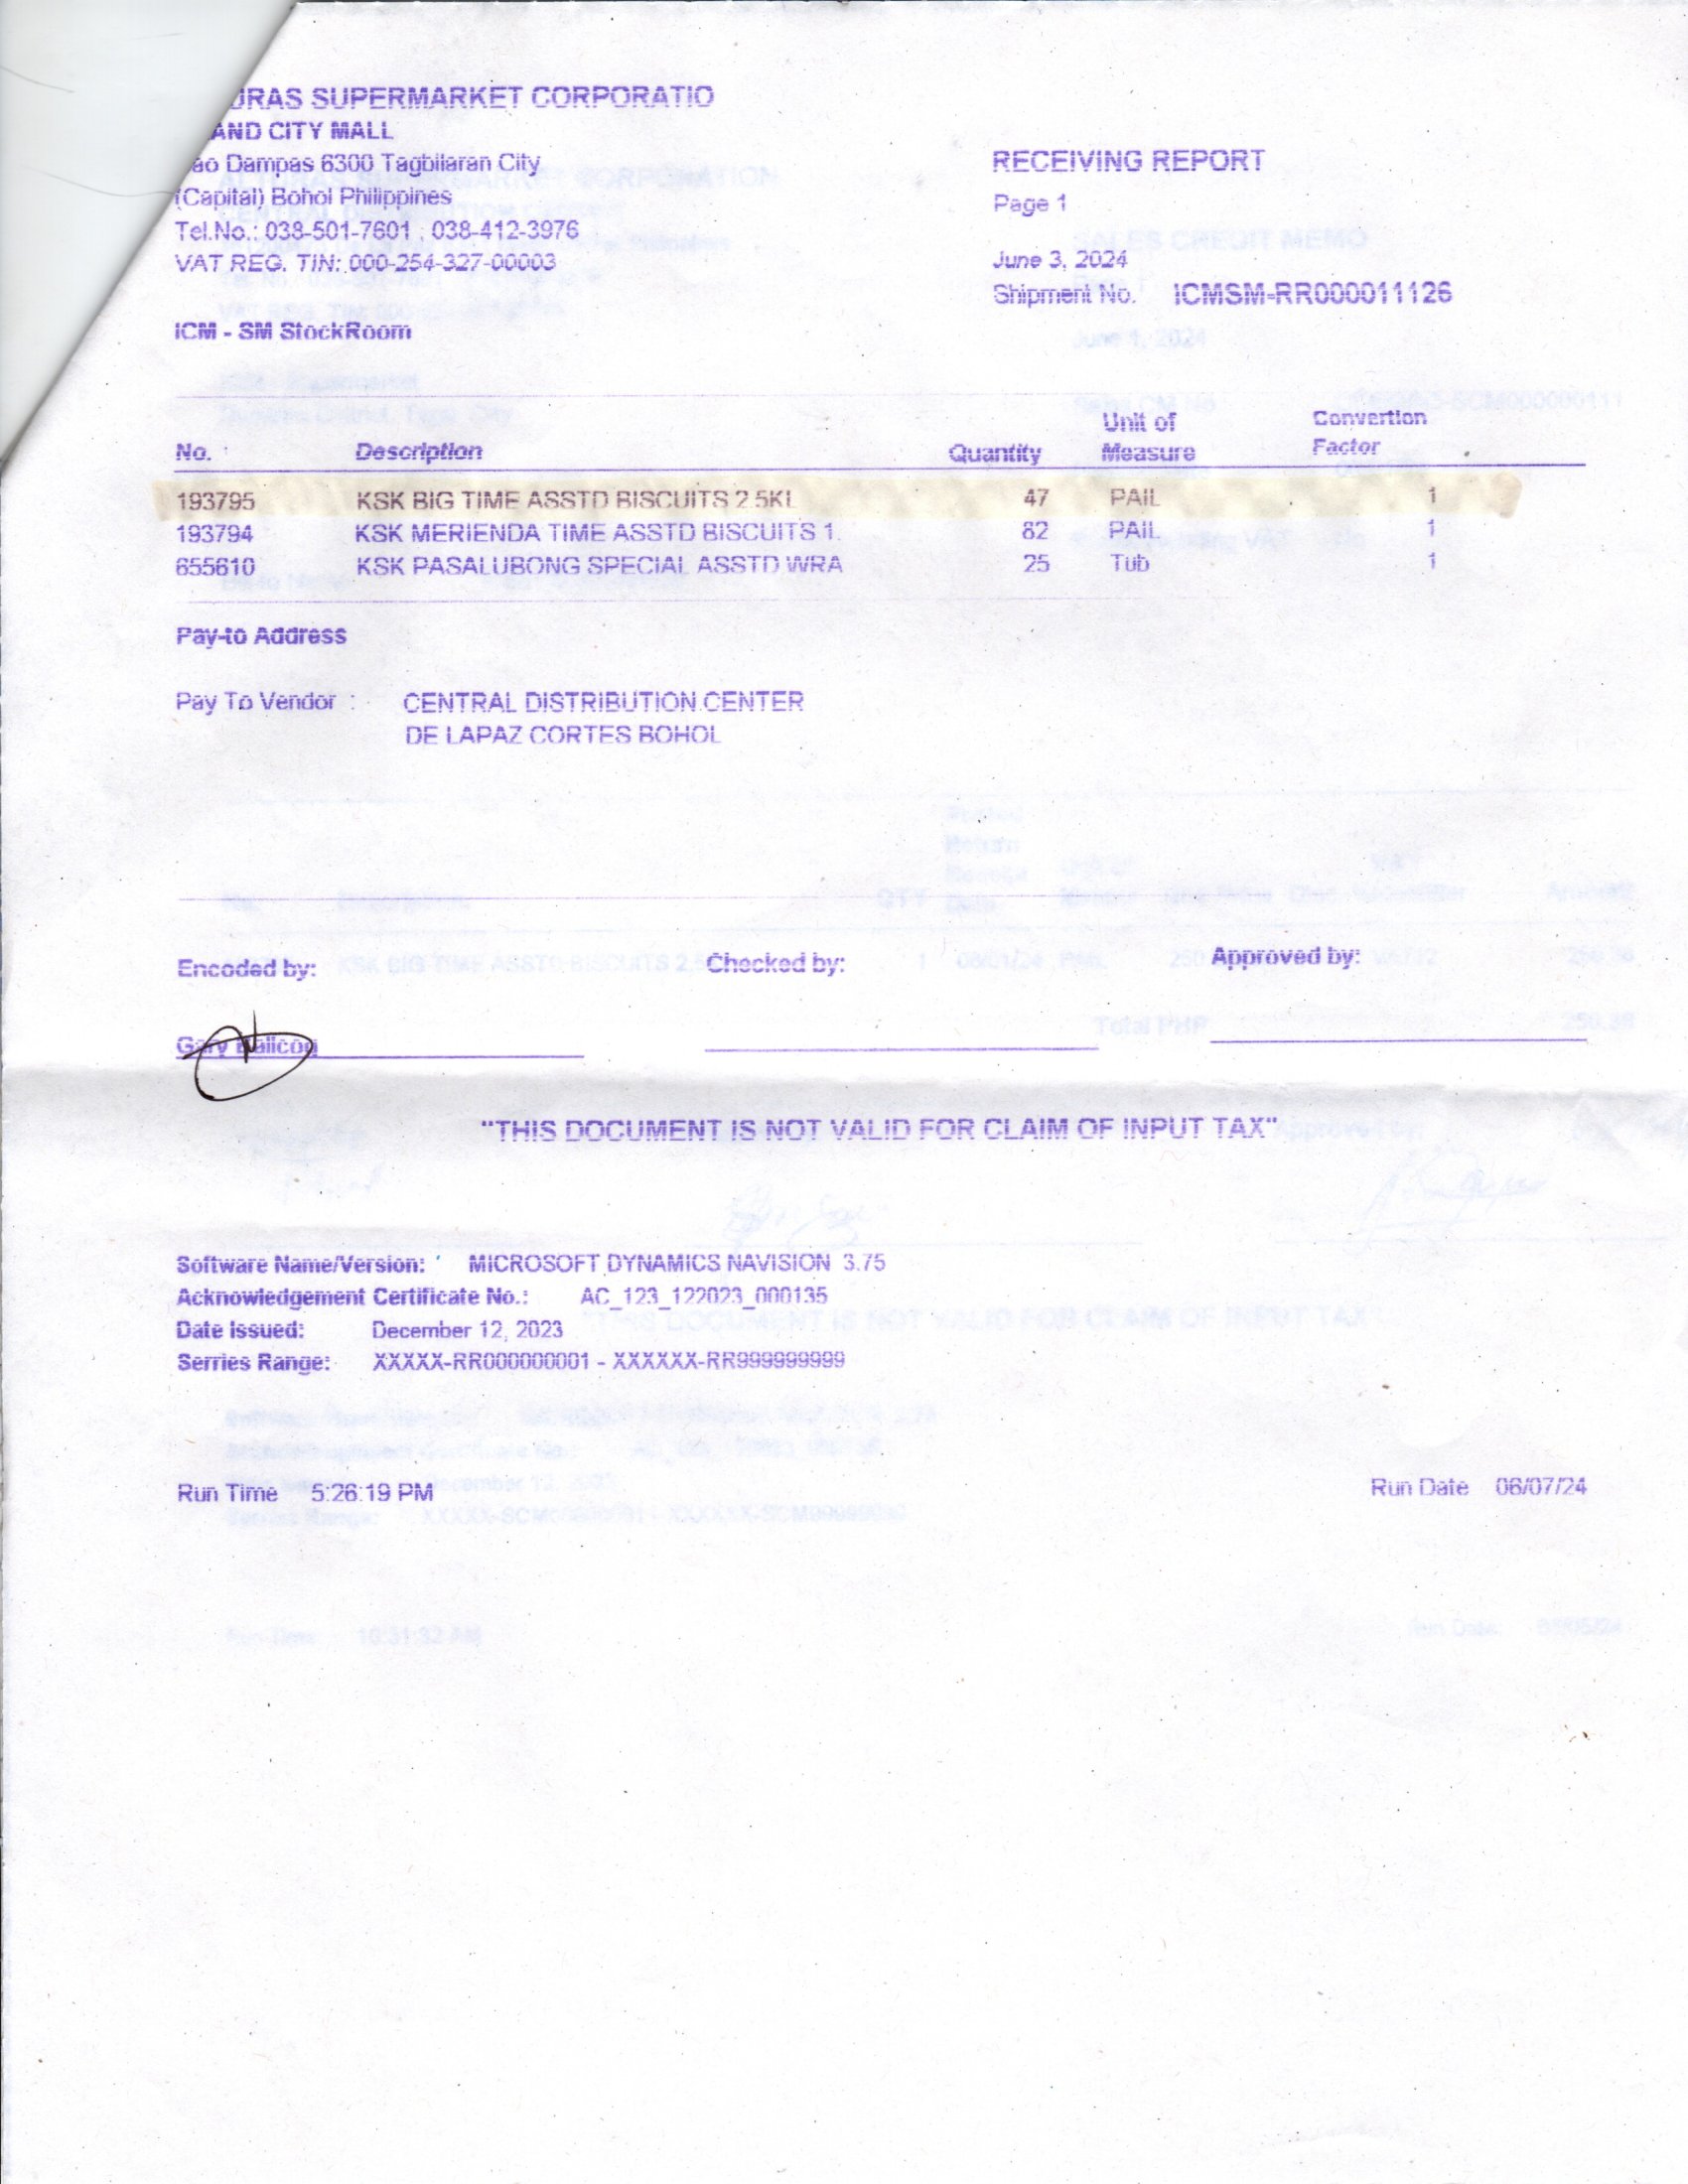 URAS SUPERMARKET CORPORATIO
AND CITY MALL
ao Dampas 6300 Tagbilaran City
(Capital) Bohol Philippines
Tel.No.: 038-501-7601 ; 038-412-3976
VAT REG. TIN: 000-254-327-00003
ICM - SM StockRoom
RECEIVING REPORT
Page 1
June 3, 2024
Shipment No. ICMSM-RR000011126
No. Description Quantity Unit of Measure Convertion Factor
193795 KSK BIG TIME ASSTD BISCUITS 2.5KL 47 PAIL 1
193794 KSK MERIENDA TIME ASSTD BISCUITS 1. 82 PAIL 1
655610 KSK PASALUBONG SPECIAL ASSTD WRA 25 Tub 1
Pay-to Address
Pay To Vendor : CENTRAL DISTRIBUTION CENTER
DE LAPAZ CORTES BOHOL
Encoded by: Checked by: Approved by:
Gary
"THIS DOCUMENT IS NOT VALID FOR CLAIM OF INPUT TAX"
Software Name/Version: MICROSOFT DYNAMICS NAVISION 3.75
Acknowledgement Certificate No.: AC_123_122023_000135
Date Issued: December 12, 2023
Serries Range: XXXXX-RR000000001 - XXXXXX-RR999999999
Run Time 5:26:19 PM Run Date 06/07/24